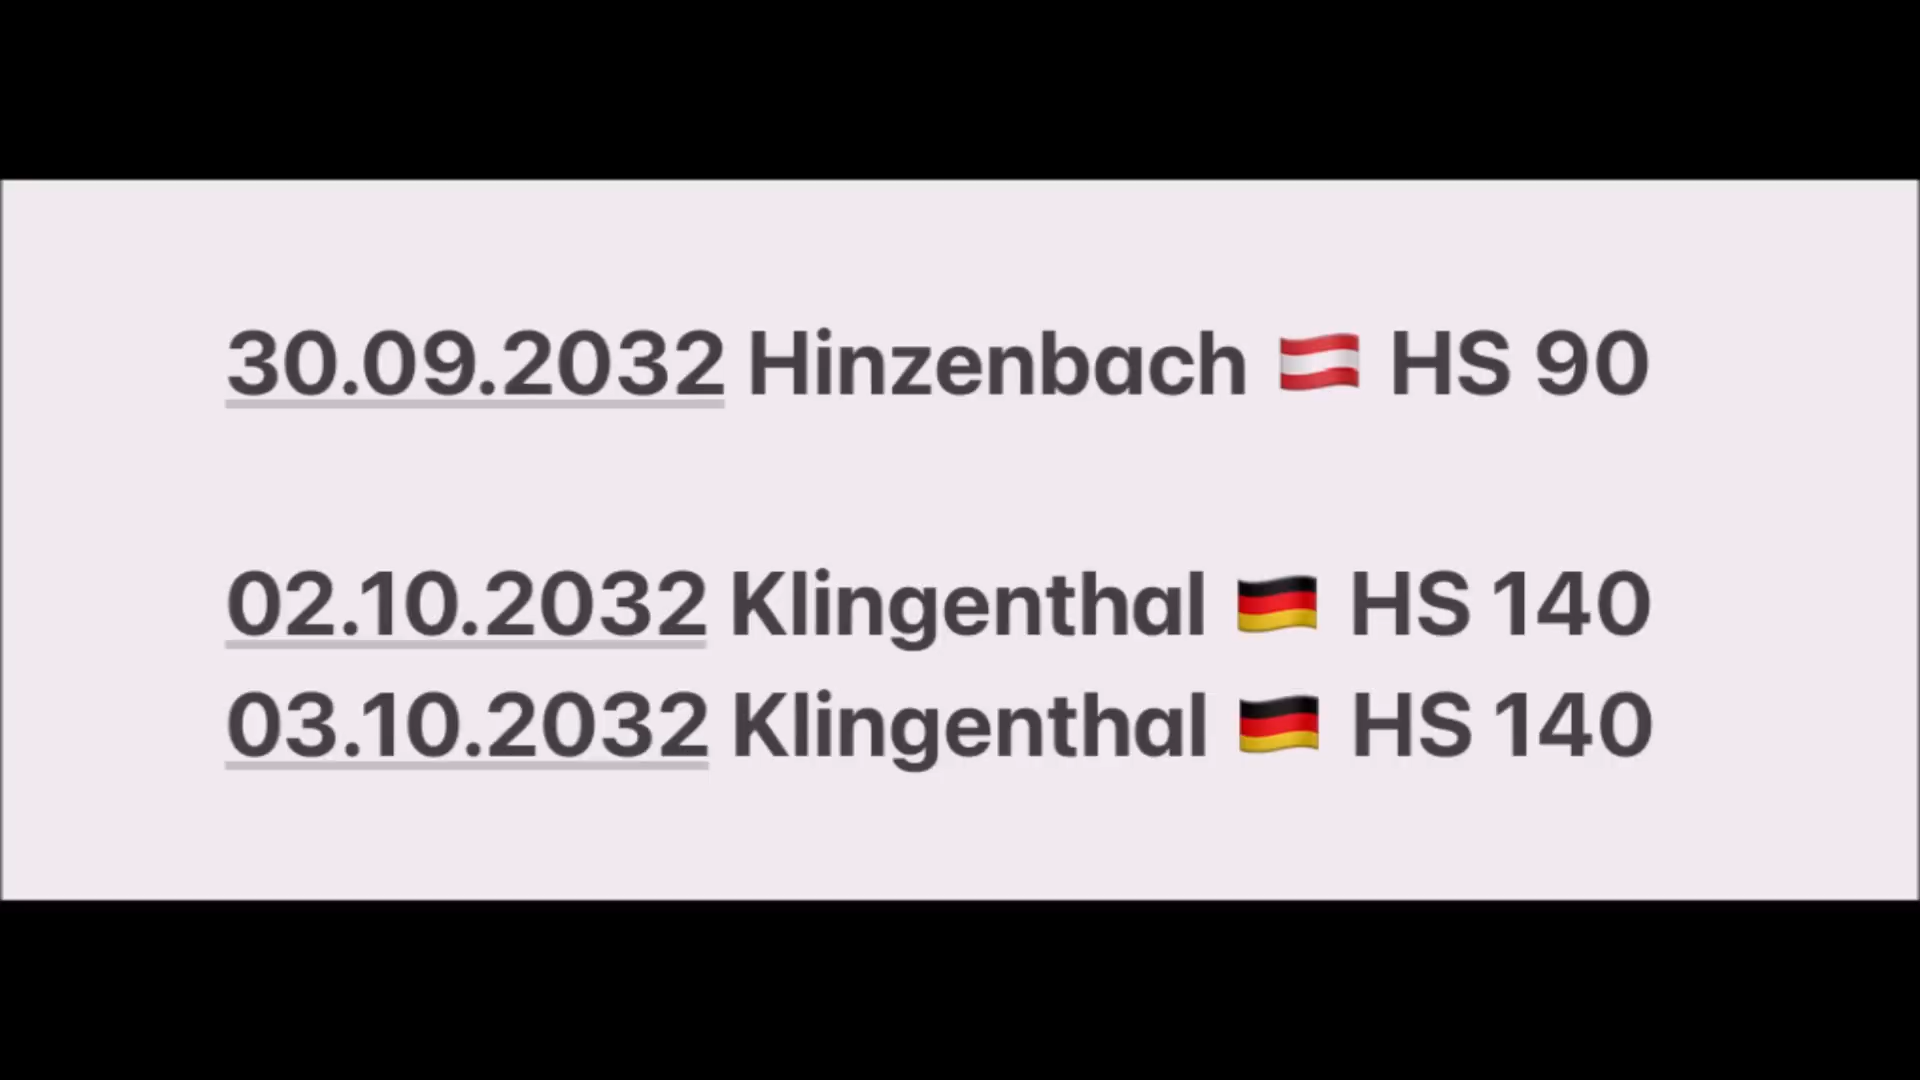 30.09.2032 Hinzenbach 🇦🇹 HS 90
02.10.2032 Klingenthal 🇩🇪 HS 140
03.10.2032 Klingenthal 🇩🇪 HS 140